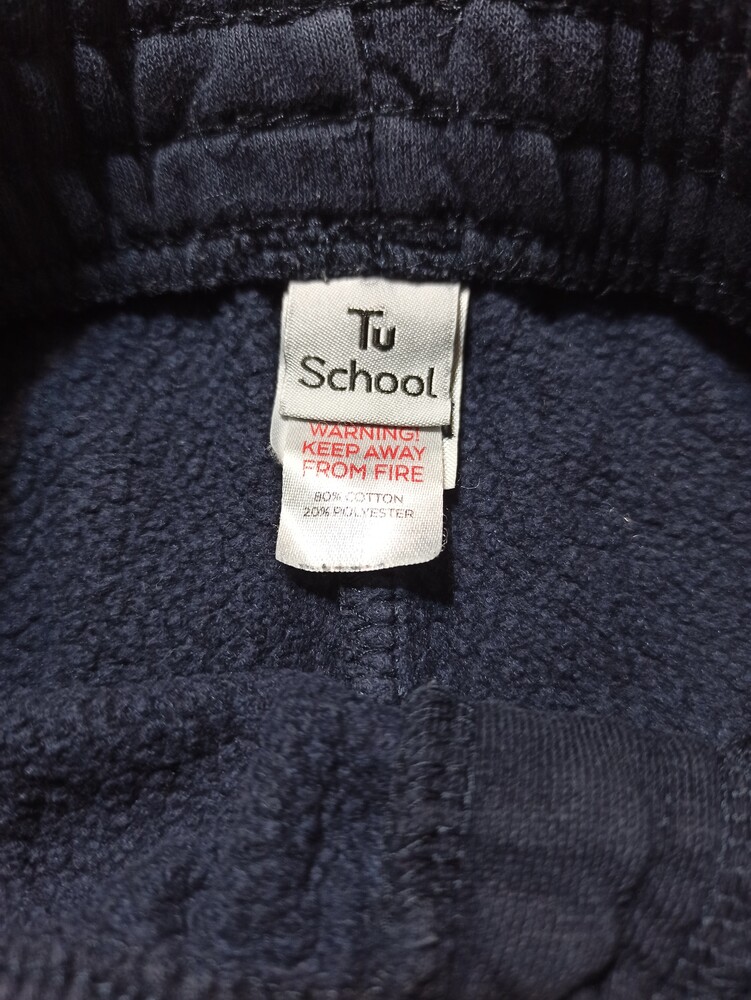 Tu
School
WARNING!
KEEP AWAY
FROM FIRE
80% COTTON
20% POLYESTER